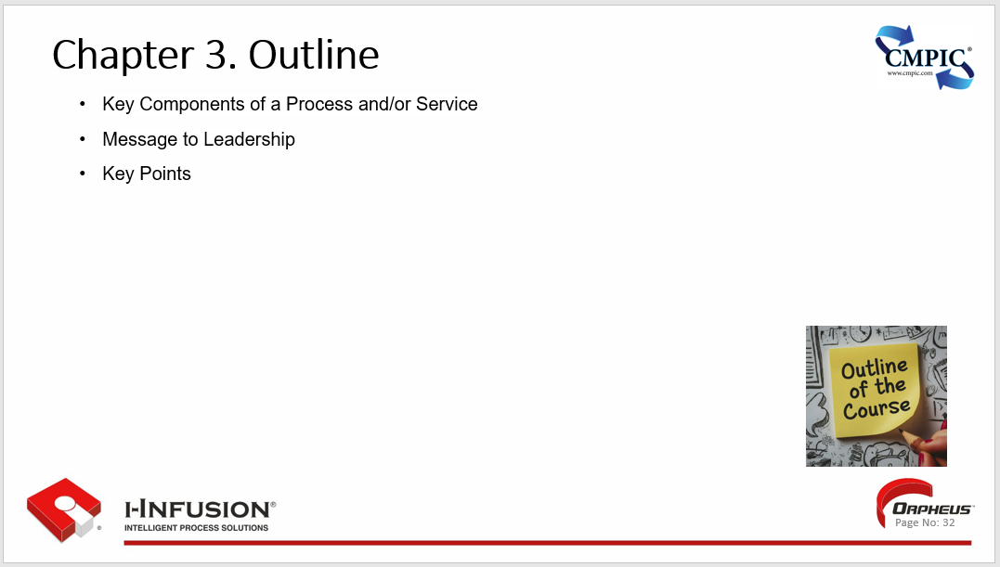 Chapter 3. Outline
CMPIC®
www.cmpic.com
• Key Components of a Process and/or Service
• Message to Leadership
• Key Points
Outline
of the
Course
I-INFUSION®
INTELLIGENT PROCESS SOLUTIONS
®
ORPHEUS™
Page No: 32